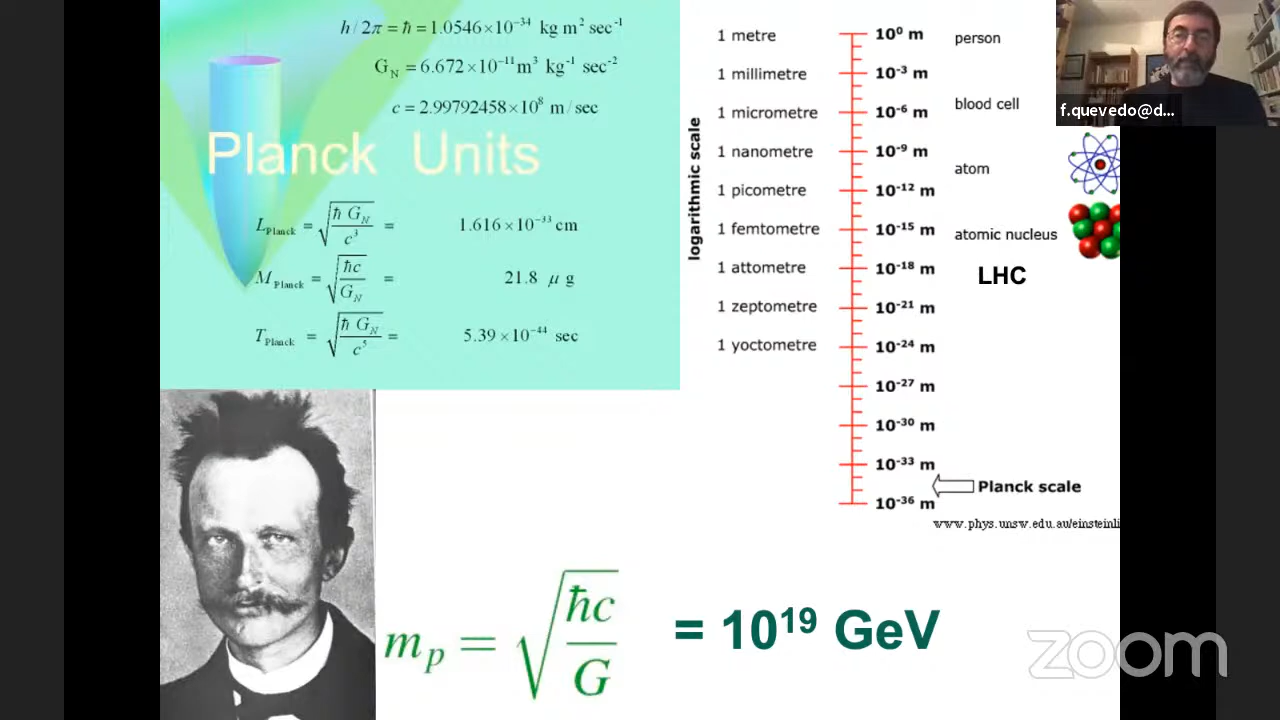 h/2π = ħ = 1.0546×10⁻³⁴ kg m² sec⁻¹
G_N = 6.672×10⁻¹¹ m³ kg⁻¹ sec⁻²
c = 2.99792458×10⁸ m/sec
Planck Units
L_Planck = √(ħ G_N / c³) = 1.616×10⁻³³ cm
M_Planck = √(ħc / G_N) = 21.8 μ g
T_Planck = √(ħ G_N / c⁵) = 5.39×10⁻⁴⁴ sec
logarithmic scale
1 metre 10⁰ m person
1 millimetre 10⁻³ m
blood cell
1 micrometre 10⁻⁶ m
1 nanometre 10⁻⁹ m
atom
1 picometre 10⁻¹² m
1 femtometre 10⁻¹⁵ m
atomic nucleus
1 attometre 10⁻¹⁸ m
LHC
1 zeptometre 10⁻²¹ m
1 yoctometre 10⁻²⁴ m
10⁻²⁷ m
10⁻³⁰ m
10⁻³³ m
Planck scale
10⁻³⁶ m
www.phys.unsw.edu.au/einsteinli
m_p = √(ħc / G) = 10¹⁹ GeV
f.quevedo@d...
zoom